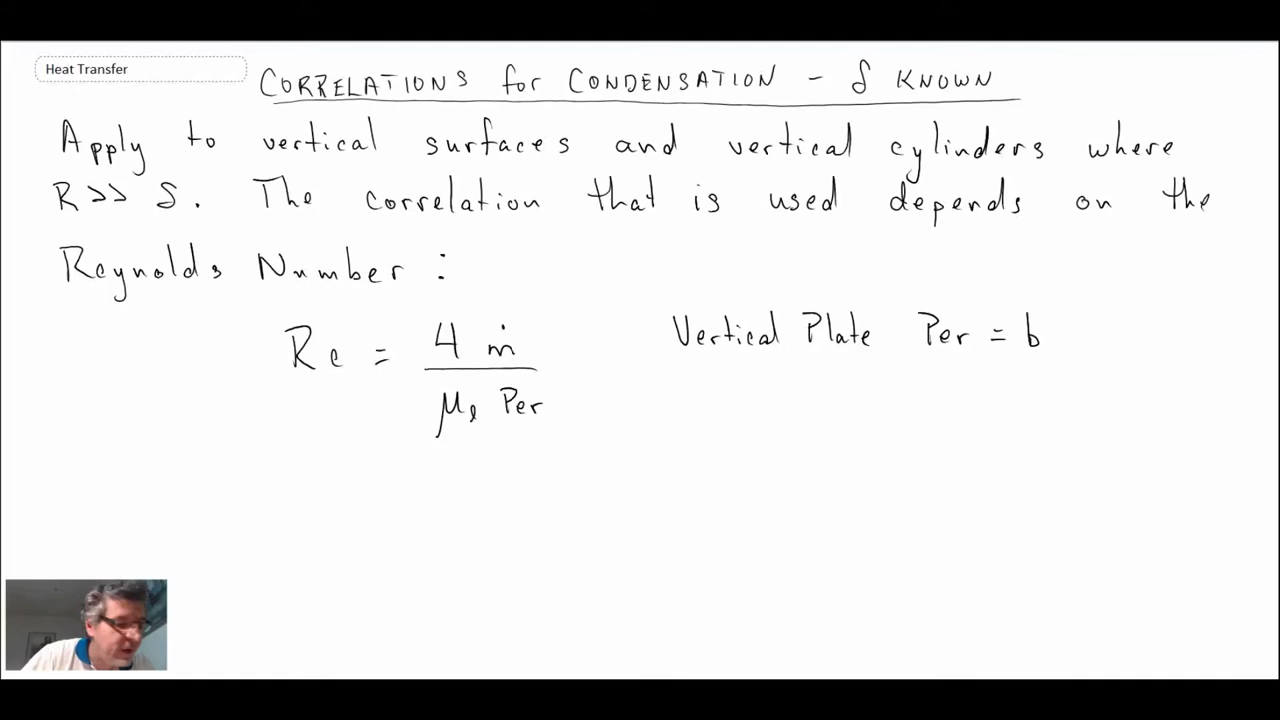 Heat Transfer
CORRELATIONS for CONDENSATION - δ KNOWN
Apply to vertical surfaces and vertical cylinders where
R >> δ. The correlation that is used depends on the
Reynolds Number :
Re = 4 ṁ / μₗ Per
Vertical Plate Per = b